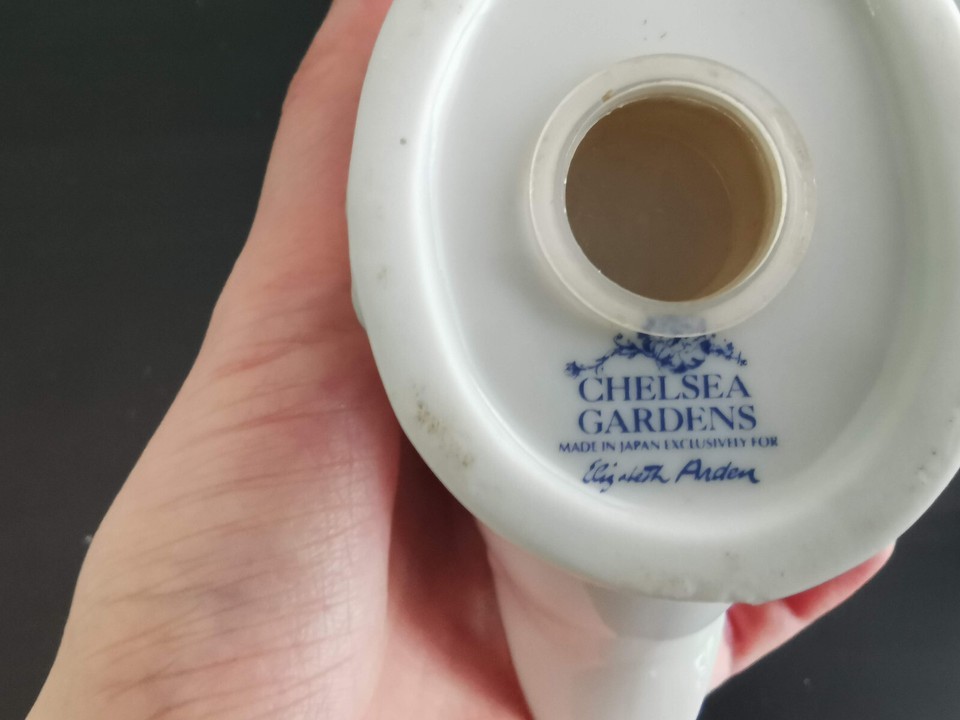 CHELSEA
GARDENS
MADE IN JAPAN EXCLUSIVELY FOR
Elizabeth Arden